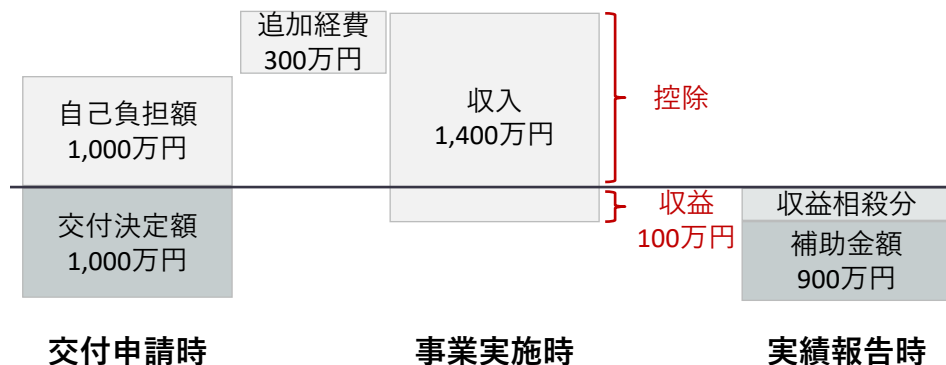 追加経費
300万円
自己負担額
1,000万円
収入
1,400万円
控除
交付決定額
1,000万円
収益
100万円
収益相殺分
補助金額
900万円
交付申請時
事業実施時
実績報告時